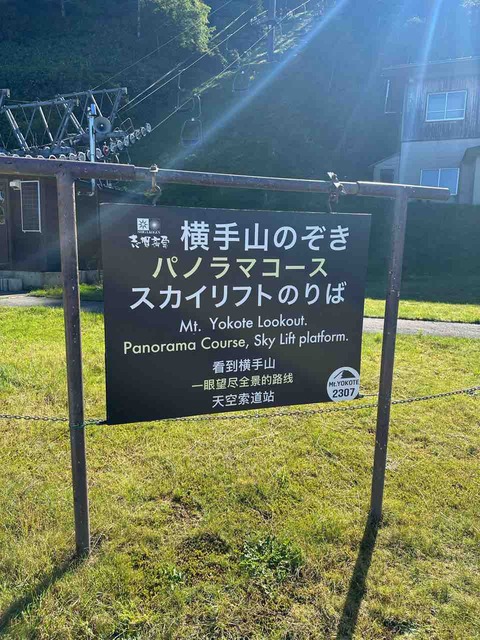 志賀高原
横手山のぞき
パノラマコース
スカイリフトのりば
Mt. Yokote Lookout.
Panorama Course, Sky Lift platform.
看到横手山
一眼望尽全景的路线
天空索道站
Mt.YOKOTE
2307